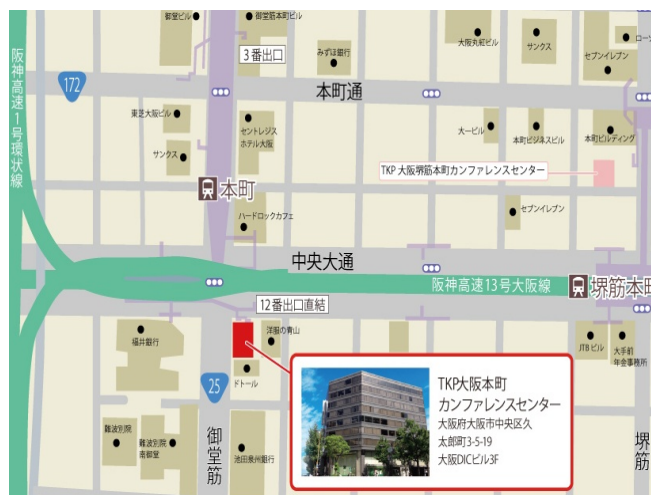 御堂ビル
御堂筋本町ビル
3番出口
みずほ銀行
大阪丸紅ビル
サンクス
セブンイレブン
阪神高速1号環状線
172
本町通
東芝大阪ビル
サンクス
セントレジス
ホテル大阪
大一ビル
本町ビジネスビル
本町ビルディング
TKP 大阪堺筋本町カンファレンスセンター
本町
ハードロックカフェ
セブンイレブン
中央大通
阪神高速13号大阪線
堺筋本町
12番出口直結
福井銀行
洋服の青山
ドトール
25
JTBビル
大手前
年金事務所
TKP大阪本町
カンファレンスセンター
大阪府大阪市中央区久
太郎町3-5-19
大阪DICビル3F
難波別院
難波別院
南御堂
御堂筋
池田泉州銀行
堺筋